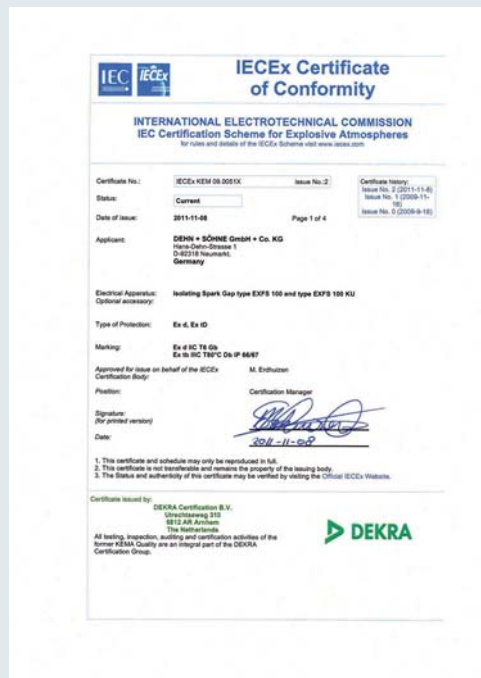 IEC IECEx
IECEx Certificate
of Conformity
INTERNATIONAL ELECTROTECHNICAL COMMISSION
IEC Certification Scheme for Explosive Atmospheres
for rules and details of the IECEx Scheme visit www.iecex.com
Certificate No.: IECEx KEM 09.0051X Issue No.:2
Certificate history:
Issue No. 2 (2011-11-8)
Issue No. 1 (2009-11-
18)
Issue No. 0 (2009-9-18)
Status: Current
Date of Issue: 2011-11-08 Page 1 of 4
Applicant: DEHN + SÖHNE GmbH + Co. KG
Hans-Dehn-Strasse 1
D-92318 Neumarkt.
Germany
Electrical Apparatus: Isolating Spark Gap type EXFS 100 and type EXFS 100 KU
Optional accessory:
Type of Protection: Ex d, Ex tD
Marking: Ex d IIC T6 Gb
Ex tb IIIC T80°C Db IP 66/67
Approved for issue on behalf of the IECEx M. Erdhuizen
Certification Body:
Position: Certification Manager
Signature:
(for printed version)
Date: 2011-11-08
1. This certificate and schedule may only be reproduced in full.
2. This certificate is not transferable and remains the property of the issuing body.
3. The Status and authenticity of this certificate may be verified by visiting the Official IECEx Website.
Certificate issued by:
DEKRA Certification B.V.
Utrechtseweg 310
6812 AR Arnhem
The Netherlands
All testing, inspection, auditing and certification activities of the
former KEMA Quality are an integral part of the DEKRA
Certification Group.
DEKRA